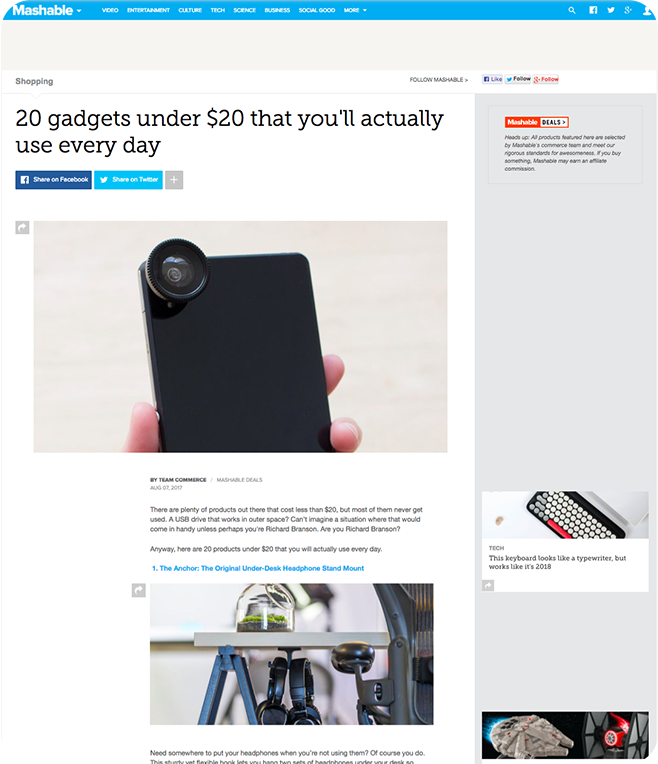 Mashable
VIDEO ENTERTAINMENT CULTURE TECH SCIENCE BUSINESS SOCIAL GOOD MORE
Shopping
FOLLOW MASHABLE >
Like
Follow
Follow
20 gadgets under $20 that you'll actually
use every day
Share on Facebook
Share on Twitter
Mashable DEALS >
Heads up: All products featured here are selected
by Mashable's commerce team and meet our
rigorous standards for awesomeness. If you buy
something, Mashable may earn an affiliate
commission.
BY TEAM COMMERCE / MASHABLE DEALS
AUG 07, 2017
There are plenty of products out there that cost less than $20, but most of them never get
used. A USB drive that works in outer space? Can't imagine a situation where that would
come in handy unless perhaps you're Richard Branson. Are you Richard Branson?
Anyway, here are 20 products under $20 that you will actually use every day.
1. The Anchor: The Original Under-Desk Headphone Stand Mount
TECH
This keyboard looks like a typewriter, but
works like it's 2018
Need somewhere to put your headphones when you're not using them? Of course you do.
This sturdy yet flexible hook lets you hang two sets of headphones under your desk so